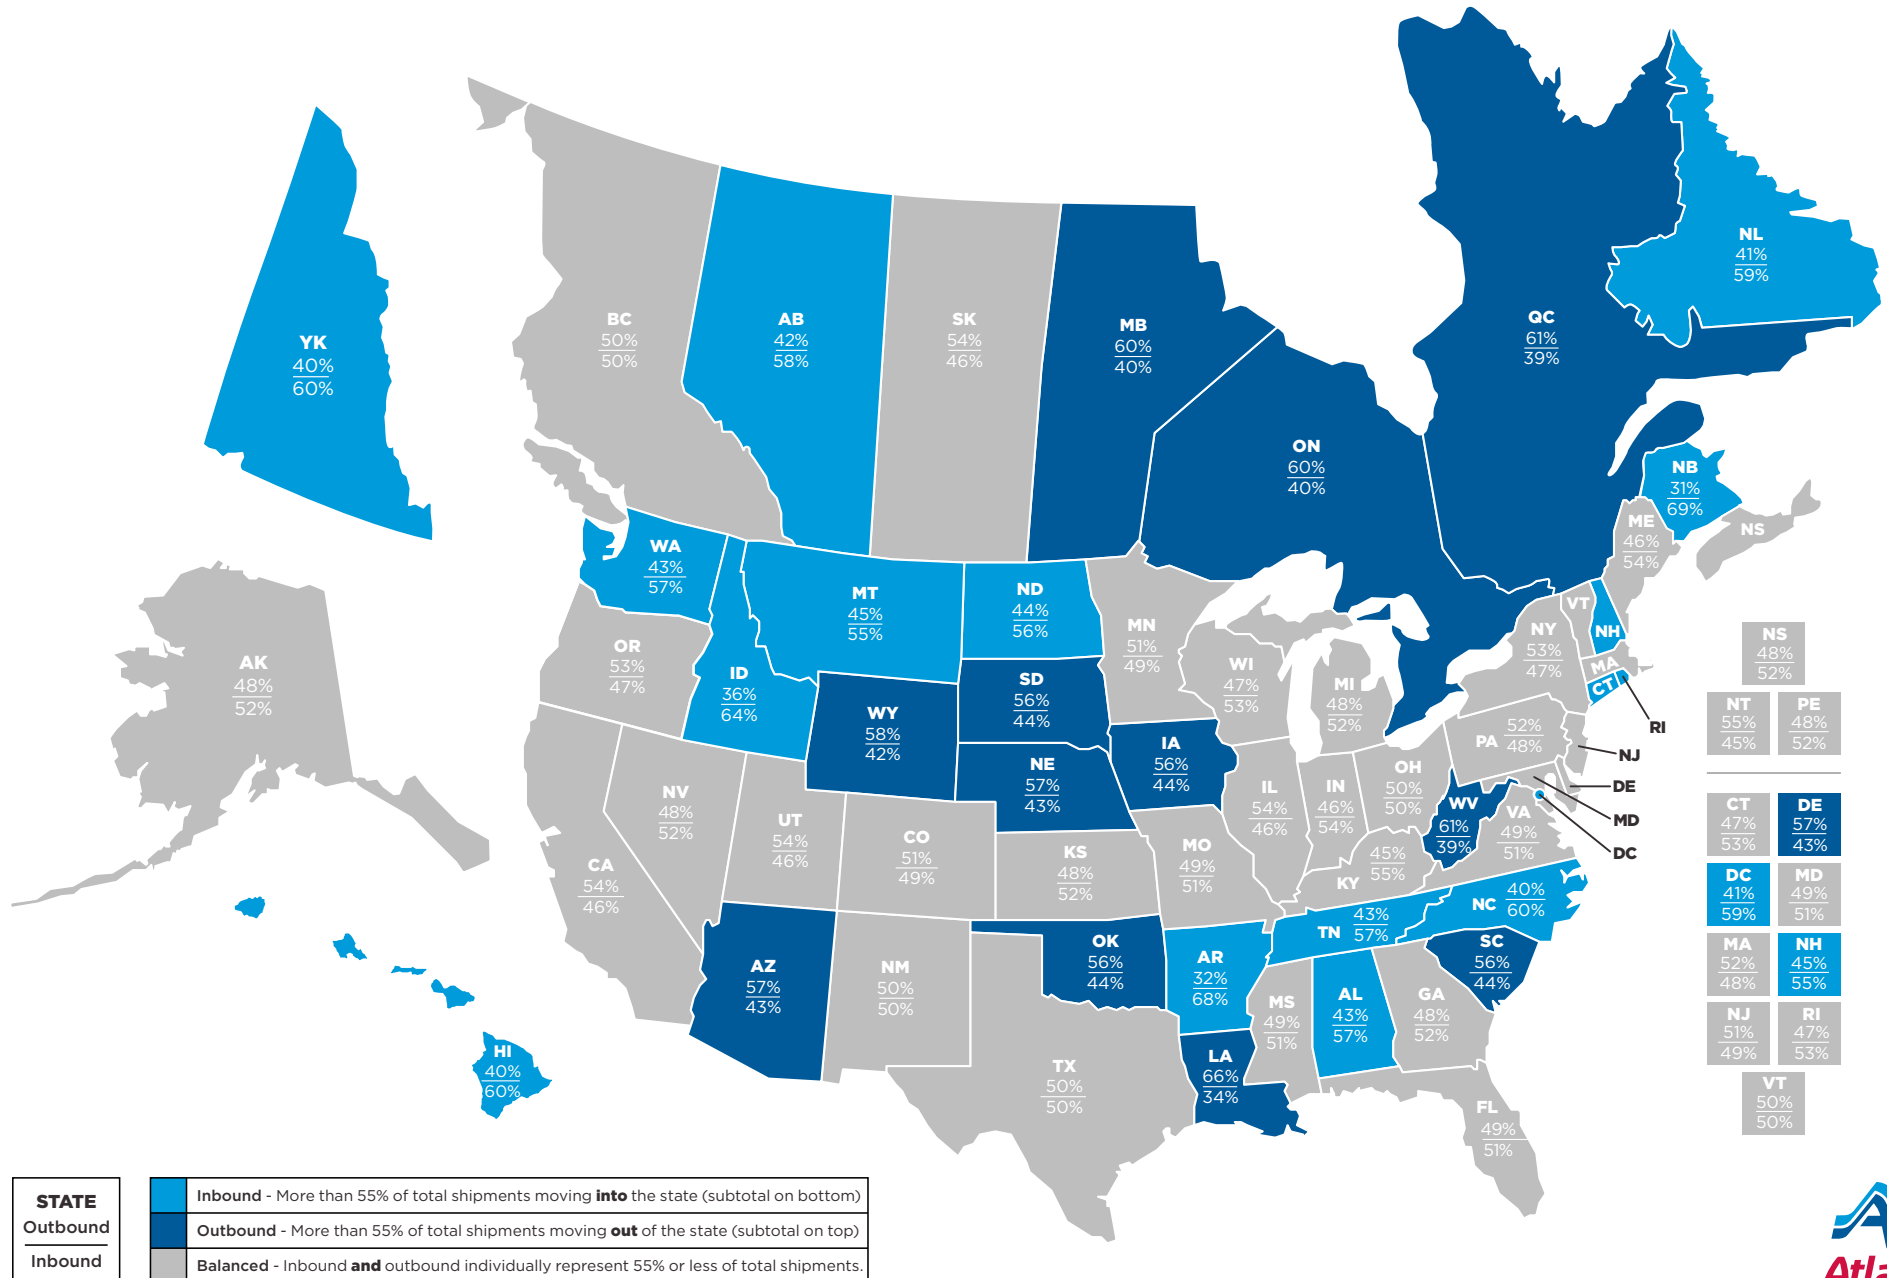 YK
40%
60%
BC
50%
50%
AB
42%
58%
SK
54%
46%
MB
60%
40%
ON
60%
40%
QC
61%
39%
NL
41%
59%
NB
31%
69%
NS
ME
46%
54%
WA
43%
57%
MT
45%
55%
ND
44%
56%
MN
51%
49%
OR
53%
47%
ID
36%
64%
WY
58%
42%
SD
56%
44%
WI
47%
53%
MI
48%
52%
NY
53%
47%
VT
NH
MA
CT
RI
NJ
DE
MD
DC
AK
48%
52%
NE
57%
43%
IA
56%
44%
PA
52%
48%
NV
48%
52%
UT
54%
46%
CO
51%
49%
KS
48%
52%
MO
49%
51%
IL
54%
46%
IN
46%
54%
OH
50%
50%
WV
61%
39%
VA
49%
51%
KY
45%
55%
CA
54%
46%
AZ
57%
43%
NM
50%
50%
OK
56%
44%
AR
32%
68%
TN
43%
57%
NC
40%
60%
SC
56%
44%
MS
49%
51%
AL
43%
57%
GA
48%
52%
LA
66%
34%
TX
50%
50%
FL
49%
51%
HI
40%
60%
NS
48%
52%
NT
55%
45%
PE
48%
52%
CT
47%
53%
DE
57%
43%
DC
41%
59%
MD
49%
51%
MA
52%
48%
NH
45%
55%
NJ
51%
49%
RI
47%
53%
VT
50%
50%
STATE
Outbound
Inbound
Inbound - More than 55% of total shipments moving into the state (subtotal on bottom)
Outbound - More than 55% of total shipments moving out of the state (subtotal on top)
Balanced - Inbound and outbound individually represent 55% or less of total shipments.